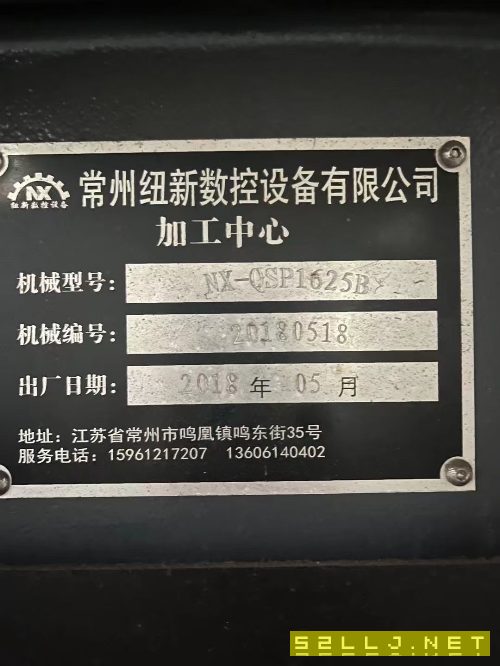 NX
纽新数控设备
常州纽新数控设备有限公司
加工中心
机械型号: NX-QSP1625B
机械编号: 20180518
出厂日期: 2018 年 05 月
地址: 江苏省常州市鸣凰镇鸣东街35号
服务电话: 15961217207 13606140402
52LLJ.NET